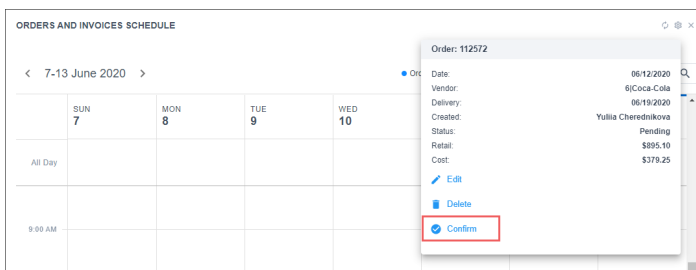 ORDERS AND INVOICES SCHEDULE
7-13 June 2020
SUN
7
MON
8
TUE
9
WED
10
All Day
9:00 AM
Order: 112572
Date: 06/12/2020
Vendor: 6|Coca-Cola
Delivery: 06/19/2020
Created: Yuliia Cherednikova
Status: Pending
Retail: $895.10
Cost: $379.25
Edit
Delete
Confirm